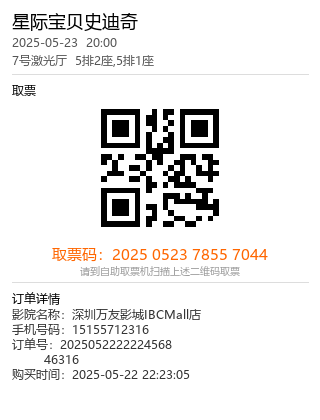 星际宝贝史迪奇
2025-05-23 20:00
7号激光厅 5排2座,5排1座
取票
取票码：2025 0523 7855 7044
请到自助取票机扫描上述二维码取票
订单详情
影院名称：深圳万友影城IBCMall店
手机号码：15155712316
订单号：2025052222224568
46316
购买时间：2025-05-22 22:23:05